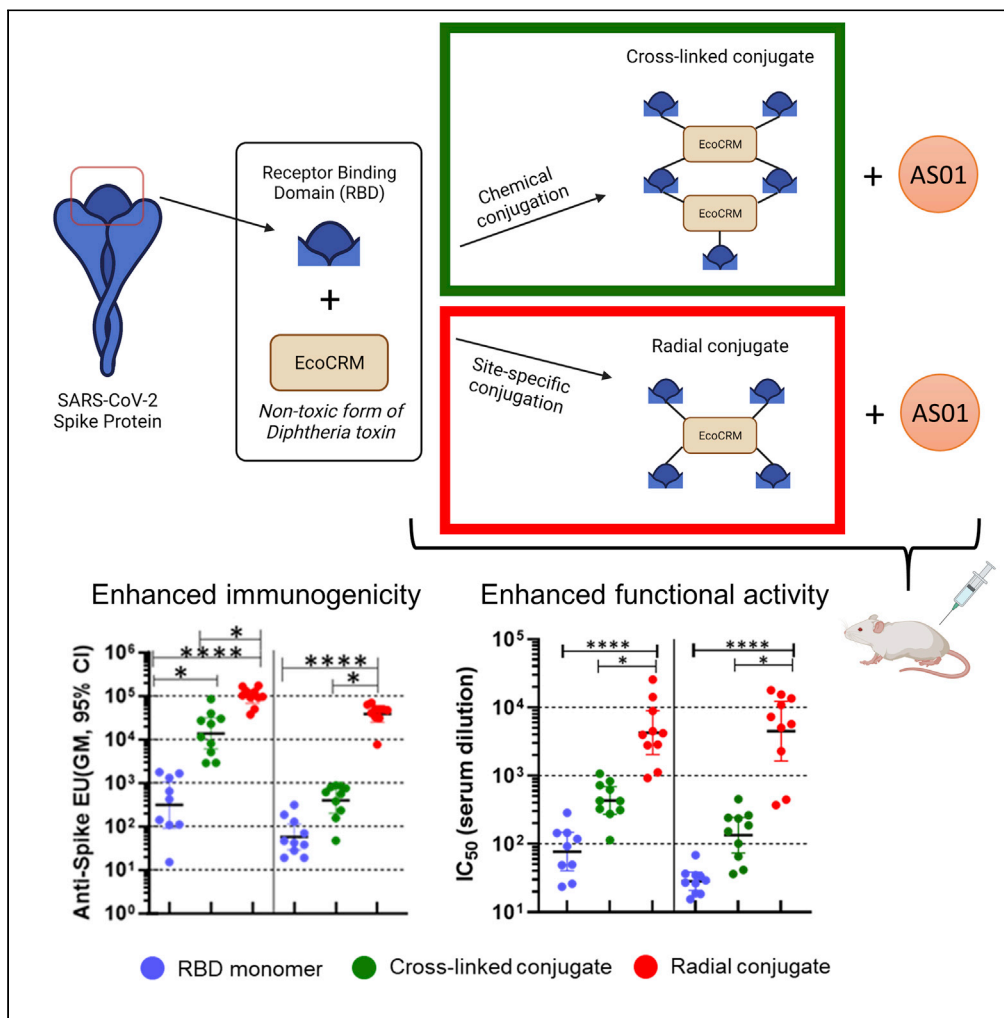 Cross-linked conjugate
EcoCRM
EcoCRM
Chemical
conjugation
+
AS01
Receptor Binding
Domain (RBD)
+
EcoCRM
Non-toxic form of
Diphtheria toxin
SARS-CoV-2
Spike Protein
Radial conjugate
EcoCRM
Site-specific
conjugation
+
AS01
Enhanced immunogenicity
Anti-Spike EU(GM, 95% CI)
10⁶
10⁵
10⁴
10³
10²
10¹
10⁰
*
****
*
****
*
Enhanced functional activity
IC₅₀ (serum dilution)
10⁵
10⁴
10³
10²
10¹
****
*
****
*
RBD monomer
Cross-linked conjugate
Radial conjugate